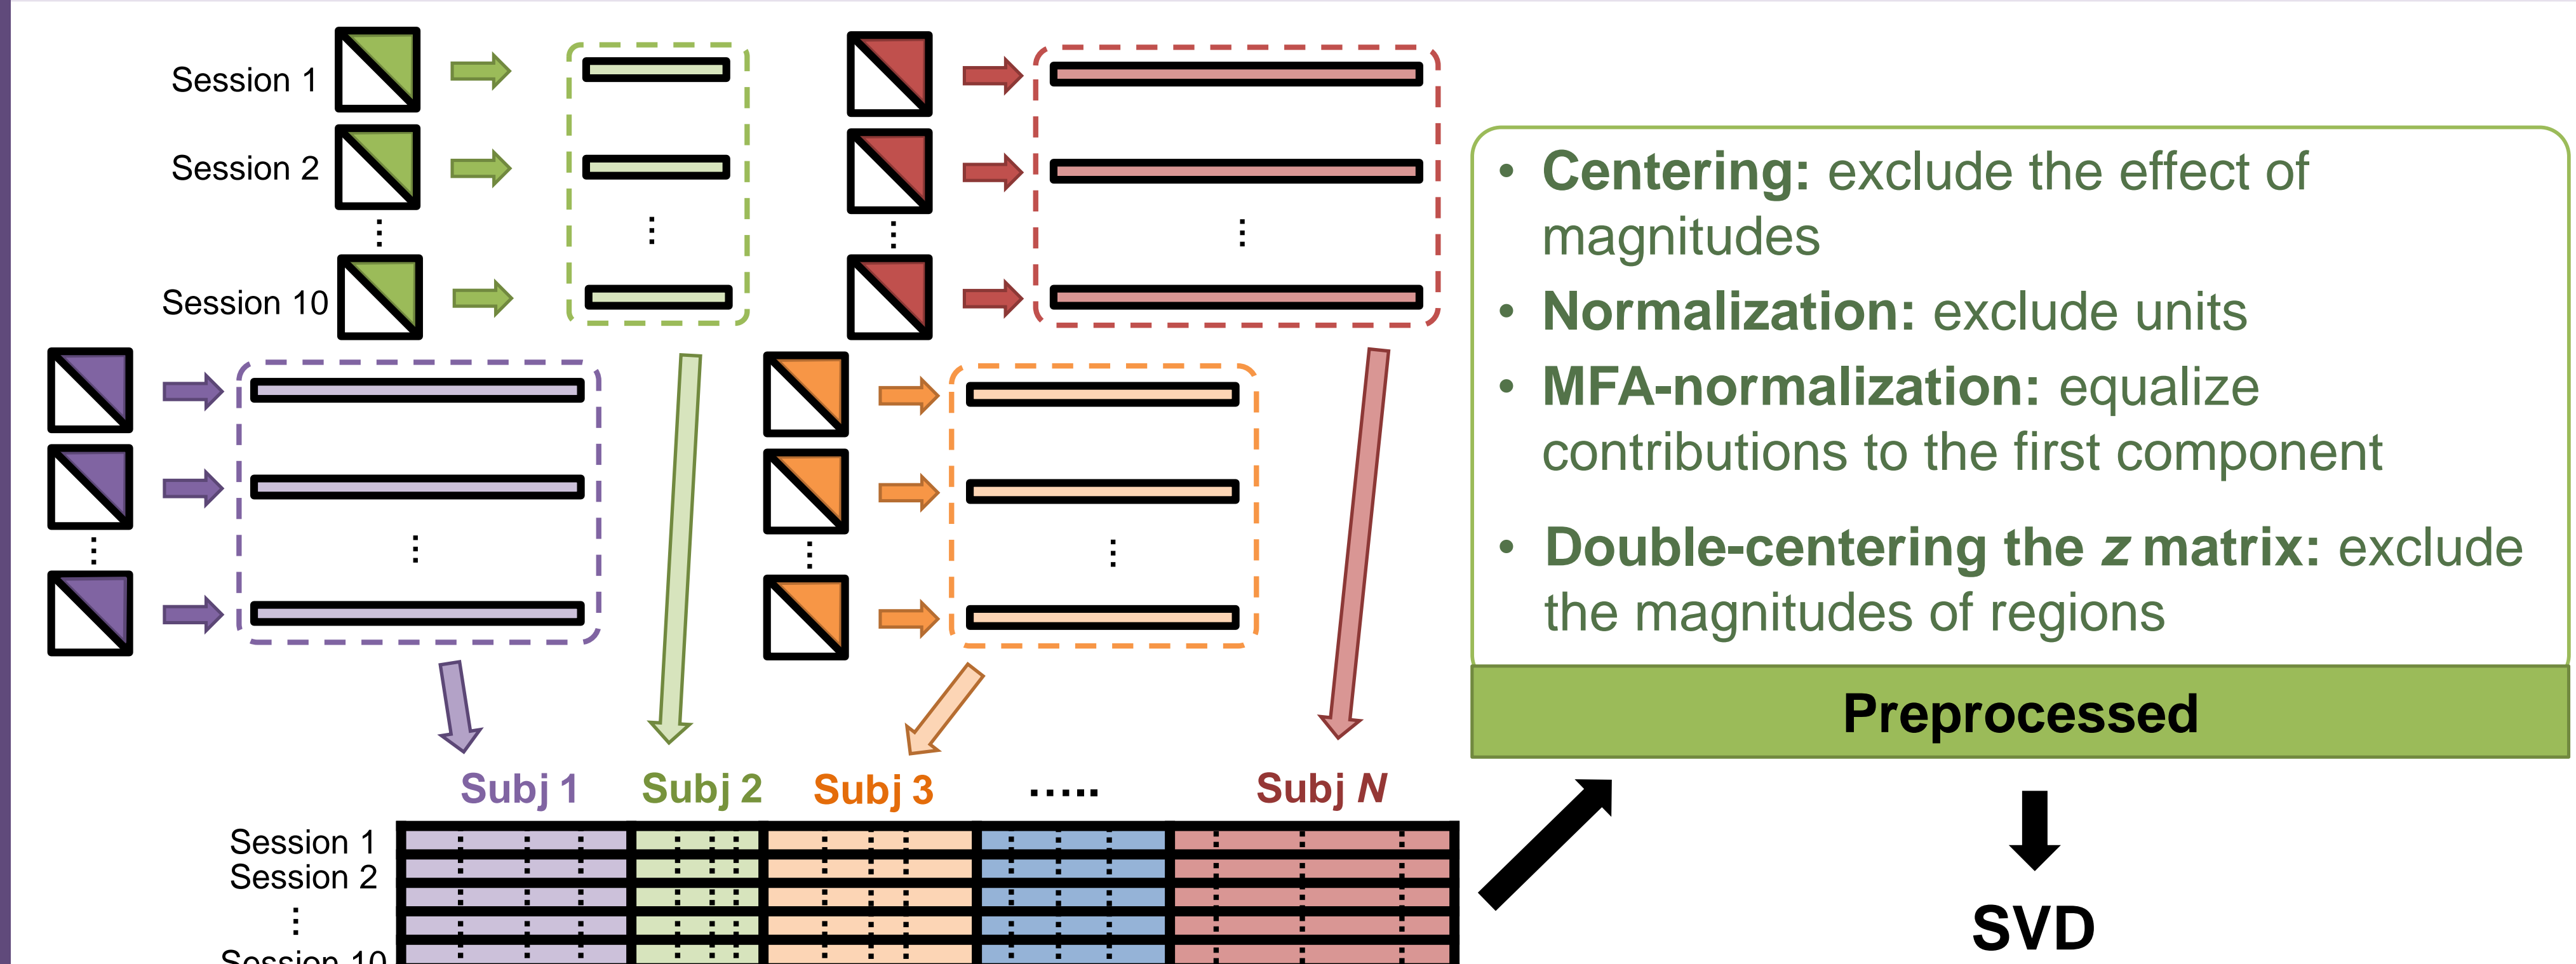 Session 1
Session 2
Session 10
• Centering: exclude the effect of
magnitudes
• Normalization: exclude units
• MFA-normalization: equalize
contributions to the first component
• Double-centering the z matrix: exclude
the magnitudes of regions
Preprocessed
Subj 1 Subj 2 Subj 3 ..... Subj N
Session 1
Session 2
Session 10
SVD